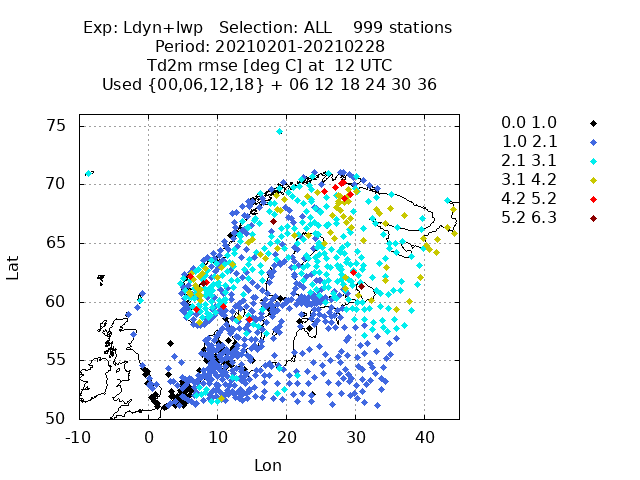 Exp: Ldyn+lwp   Selection: ALL    999 stations
Period: 20210201-20210228
Td2m rmse [deg C] at  12 UTC
Used {00,06,12,18} + 06 12 18 24 30 36
0.0 1.0
1.0 2.1
2.1 3.1
3.1 4.2
4.2 5.2
5.2 6.3
75
70
65
60
55
50
Lat
-10 0 10 20 30 40
Lon